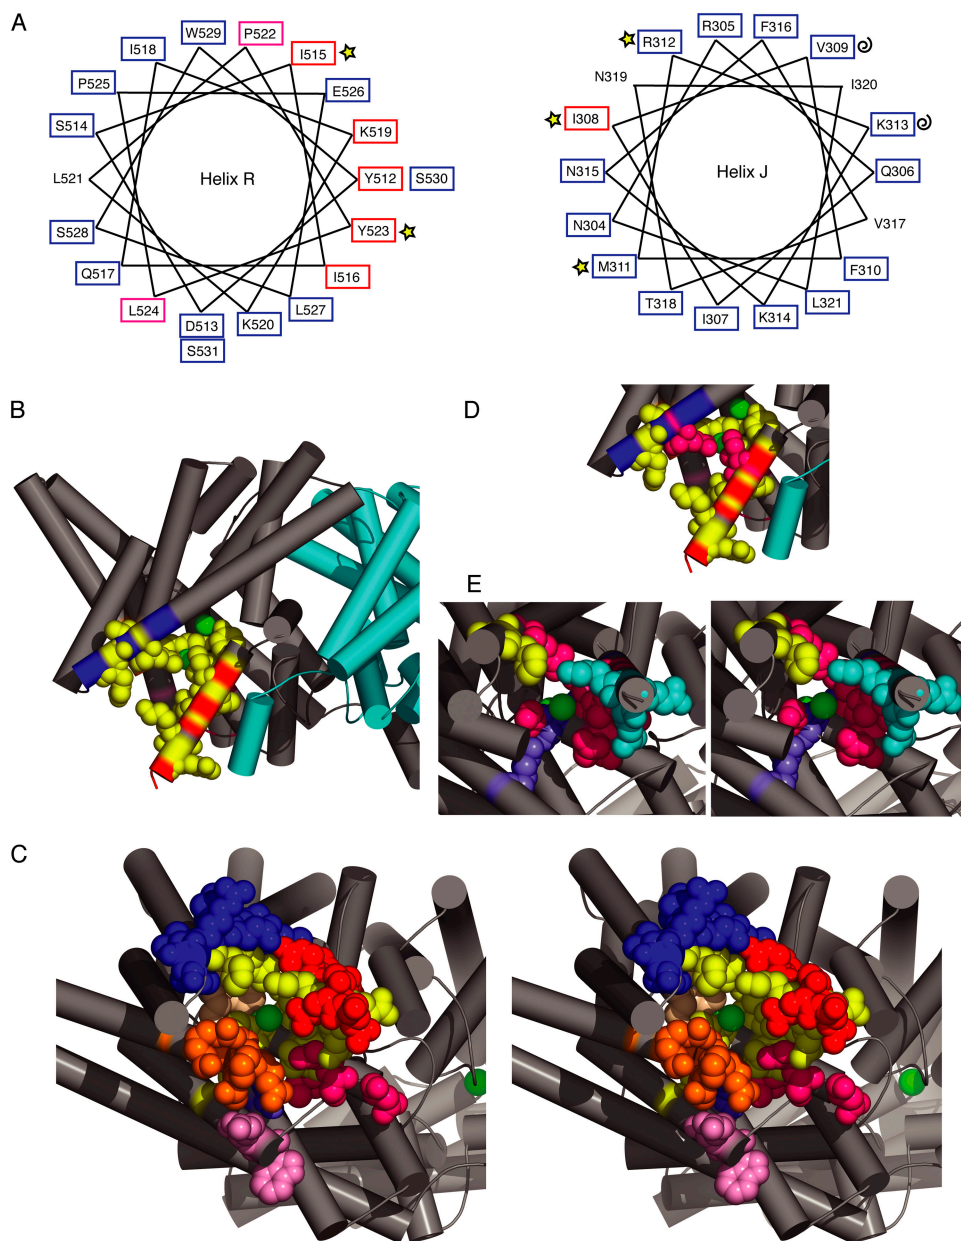 A
W529 P522
I518 I515
P525 E526
S514 K519
L521 Helix R Y512 S530
S528 Y523
Q517 I516
L524 L527
D513 K520
S531
R305 F316
R312 V309
N319 I320
I308 K313
N315 Helix J Q306
N304 V317
M311 F310
T318 L321
I307 K314
B
D
E
C